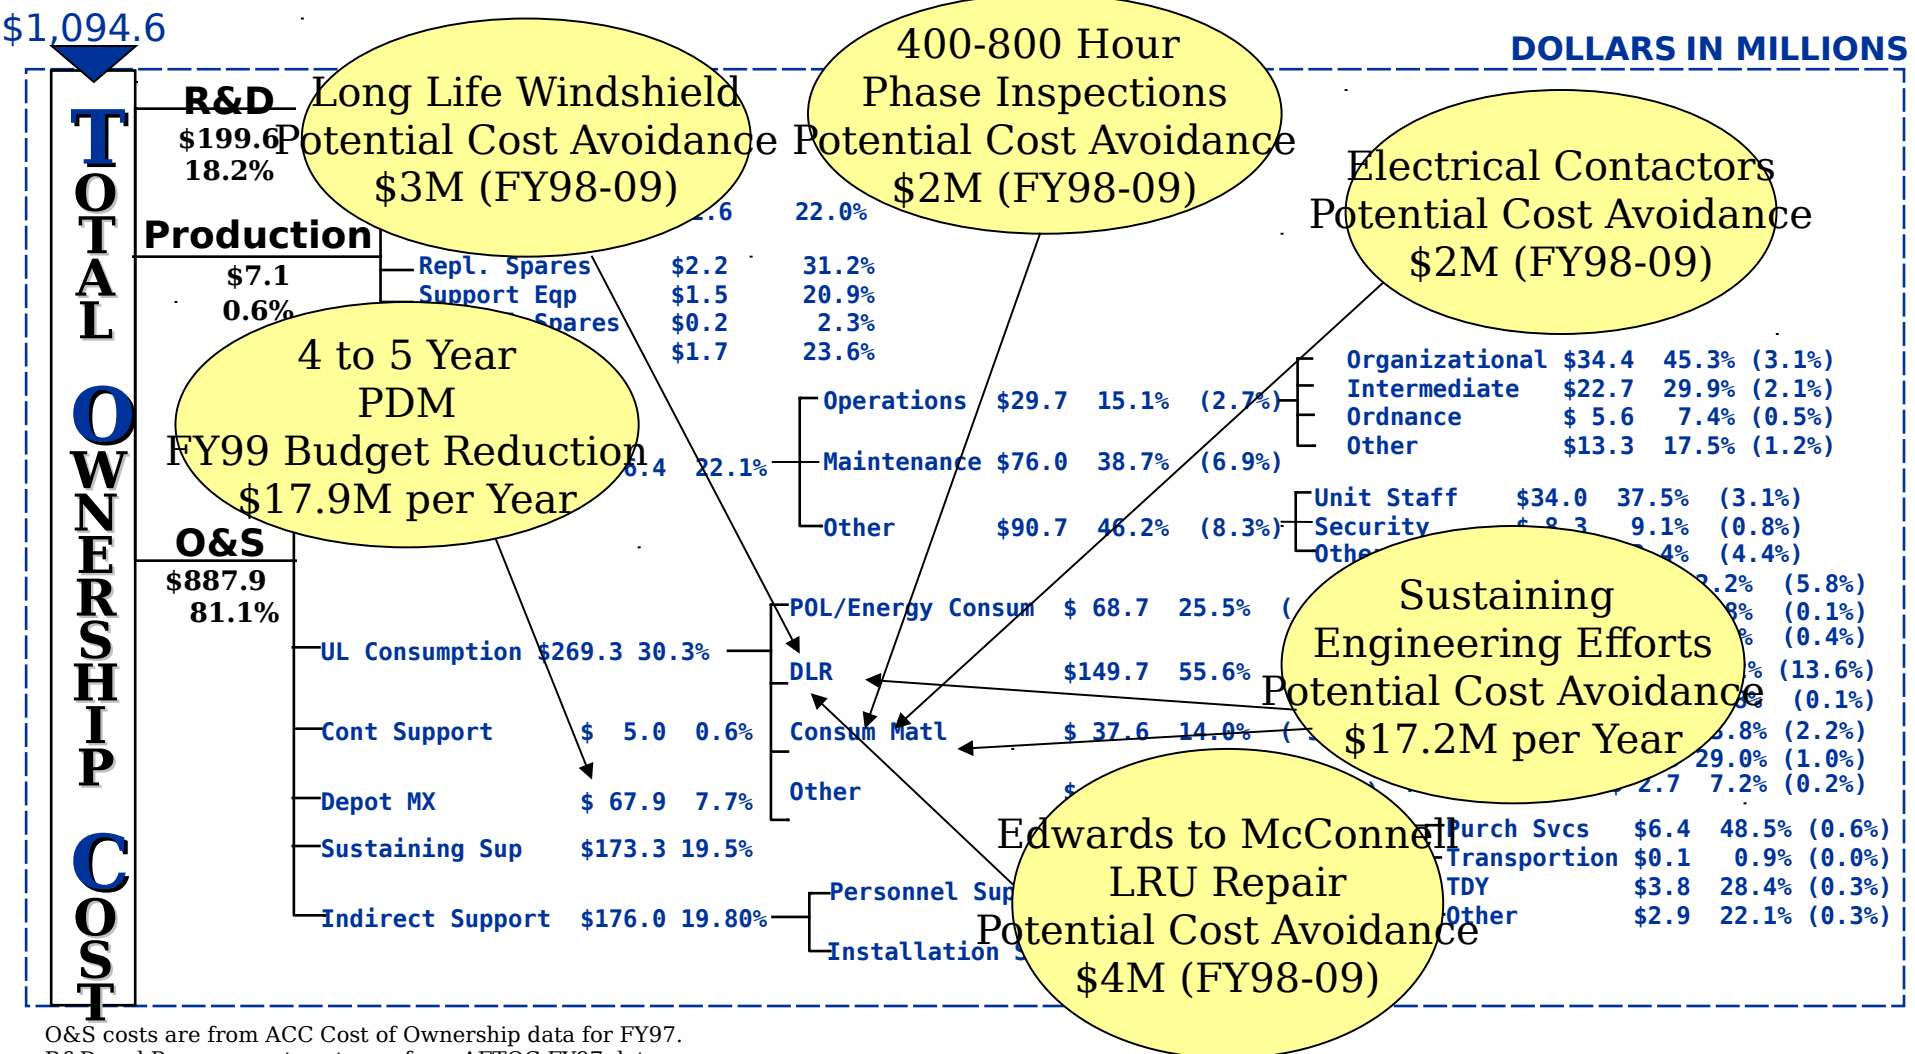 $1,094.6
DOLLARS IN MILLIONS
TOTAL OWNERSHIP COST
R&D
$199.6
18.2%
Long Life Windshield
Potential Cost Avoidance
$3M (FY98-09)
400-800 Hour
Phase Inspections
Potential Cost Avoidance
$2M (FY98-09)
Electrical Contactors
Potential Cost Avoidance
$2M (FY98-09)
22.0%
Production
$7.1
0.6%
Repl. Spares $2.2 31.2%
Support Eqp $1.5 20.9%
Spares $0.2 2.3%
$1.7 23.6%
4 to 5 Year
PDM
FY99 Budget Reduction
$17.9M per Year
6.4 22.1%
Operations $29.7 15.1% (2.7%)
Maintenance $76.0 38.7% (6.9%)
Other $90.7 46.2% (8.3%)
Organizational $34.4 45.3% (3.1%)
Intermediate $22.7 29.9% (2.1%)
Ordnance $ 5.6 7.4% (0.5%)
Other $13.3 17.5% (1.2%)
Unit Staff $34.0 37.5% (3.1%)
Security $ 8.3 9.1% (0.8%)
4% (4.4%)
.2% (5.8%)
8% (0.1%)
% (0.4%)
% (13.6%)
(0.1%)
.8% (2.2%)
29.0% (1.0%)
2.7 7.2% (0.2%)
O&S
$887.9
81.1%
UL Consumption $269.3 30.3%
Cont Support $ 5.0 0.6%
Depot MX $ 67.9 7.7%
Sustaining Sup $173.3 19.5%
Indirect Support $176.0 19.80%
POL/Energy Consum $ 68.7 25.5% (
DLR $149.7 55.6%
Consum Matl $ 37.6 14.0% (
Other $
Personnel Sup
Installation S
Sustaining
Engineering Efforts
Potential Cost Avoidance
$17.2M per Year
Edwards to McConnell
LRU Repair
Potential Cost Avoidance
$4M (FY98-09)
Purch Svcs $6.4 48.5% (0.6%)
Transportion $0.1 0.9% (0.0%)
TDY $3.8 28.4% (0.3%)
Other $2.9 22.1% (0.3%)
O&S costs are from ACC Cost of Ownership data for FY97.